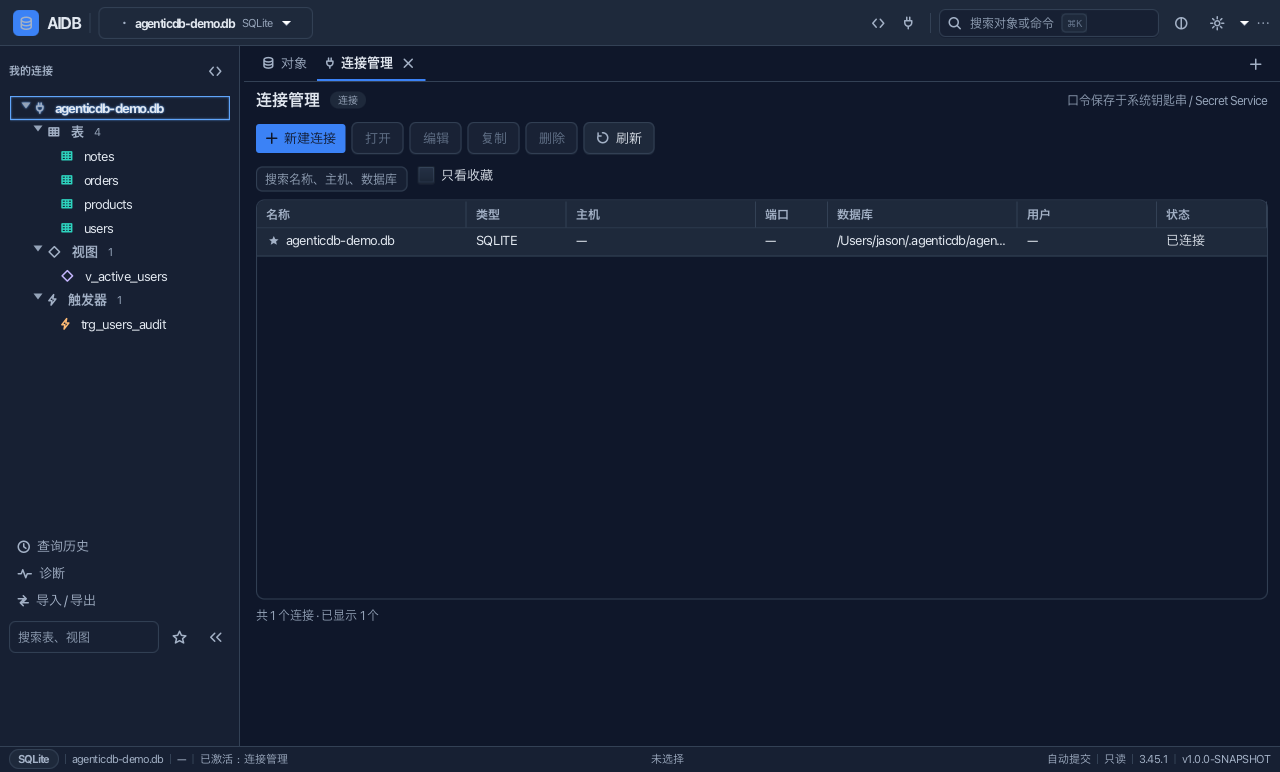 AIDB
· agenticdb-demo.db SQLite
搜索对象或命令 ⌘K
我的连接
agenticdb-demo.db
表 4
notes
orders
products
users
视图 1
v_active_users
触发器 1
trg_users_audit
查询历史
诊断
导入 / 导出
搜索表、视图
对象
连接管理
连接管理 连接
口令保存于系统钥匙串 / Secret Service
新建连接 打开 编辑 复制 删除 刷新
搜索名称、主机、数据库 只看收藏
名称 类型 主机 端口 数据库 用户 状态
agenticdb-demo.db SQLITE — — /Users/jason/.agenticdb/agen... — 已连接
共 1 个连接 · 已显示 1 个
SQLite agenticdb-demo.db — 已激活：连接管理 未选择 自动提交 只读 3.45.1 v1.0.0-SNAPSHOT